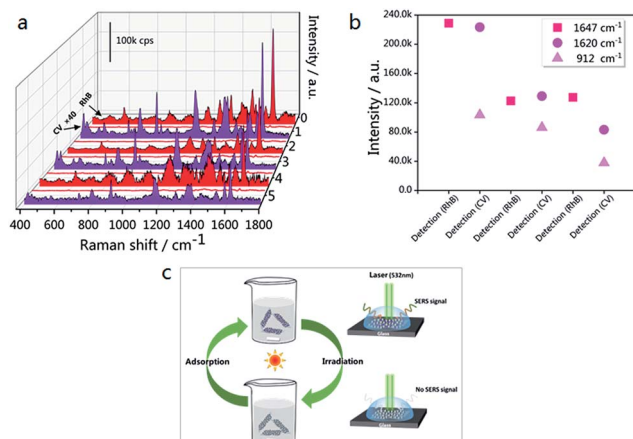 a
100k cps
CV ×40
RhB
0
1
2
3
4
5
Intensity / a.u.
400 600 800 1000 1200 1400 1600 1800
Raman shift / cm-1
b
240.0k
200.0k
160.0k
120.0k
80.0k
40.0k
0.0
Intensity / a.u.
1647 cm-1
1620 cm-1
912 cm-1
Detection (RhB)
Detection (CV)
Detection (RhB)
Detection (CV)
Detection (RhB)
Detection (CV)
c
Adsorption
Irradiation
Laser (532nm)
SERS signal
Glass
No SERS signal
Glass